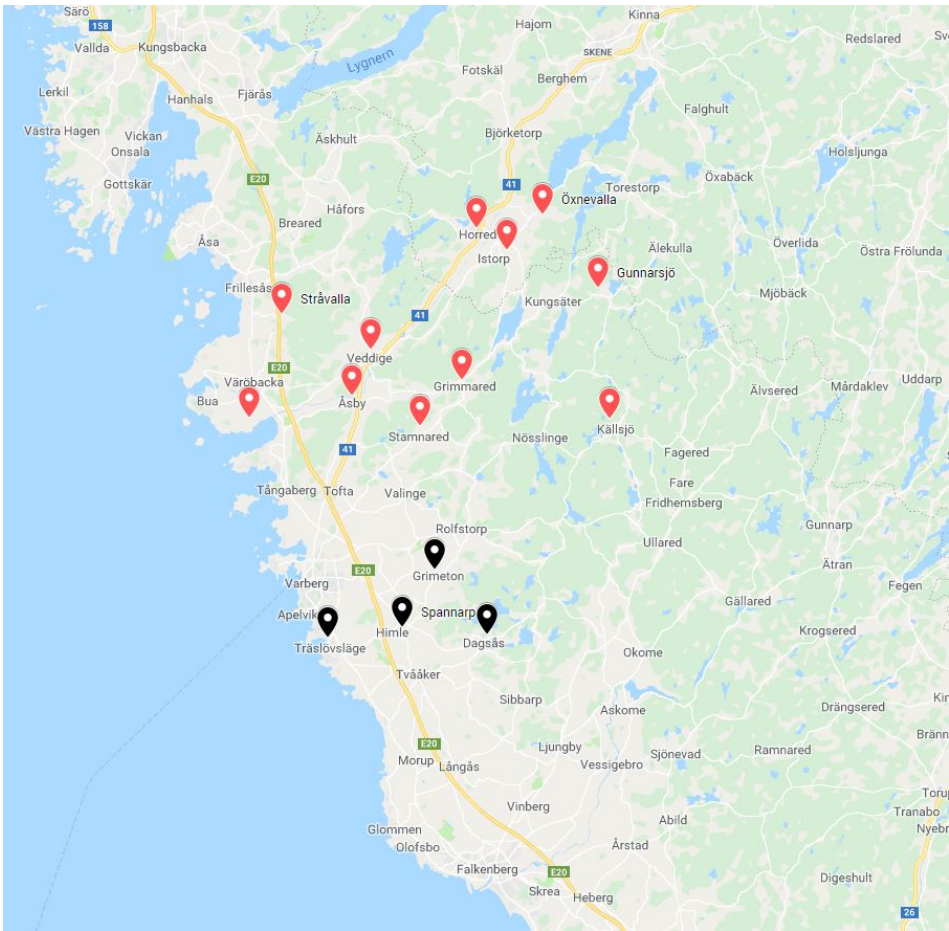 Särö
158
Vallda
Kungsbacka
Lygnern
Hajom
Kinna
SKENE
Redslared
Fotskäl
Berghem
Lerkil
Hanhals
Fjärås
Falghult
Västra Hagen
Vickan
Onsala
Äskhult
Björketorp
Holsljunga
Gottskär
E20
41
Torestorp
Öxabäck
Öxnevalla
Breared
Håfors
Horred
Istorp
Åsa
Älekulla
Överlida
Östra Frölunda
Frillesås
Gunnarsjö
Stråvalla
Kungsäter
Mjöbäck
41
Veddige
E20
Grimmared
Väröbacka
Bua
Åsby
Älvsered
Mårdaklev
Uddarp
Stamnared
Nösslinge
Källsjö
41
Fagered
Tångaberg
Tofta
Valinge
Fare
Fridhemsberg
Rolfstorp
Gunnarp
Ullared
E20
Grimeton
Ätran
Varberg
Fegen
Apelvik
Spannarp
Gällared
Himle
Träslövsläge
Dagsås
Krogsered
Okome
Tvååker
Sibbarp
Askome
Drängsered
E20
Ljungby
Sjönevad
Ramnared
Morup
Långås
Vessigebro
Vinberg
Tranabo
Abild
Glommen
Olofsbo
Årstad
Falkenberg
E20
Digeshult
Skrea
Heberg
26